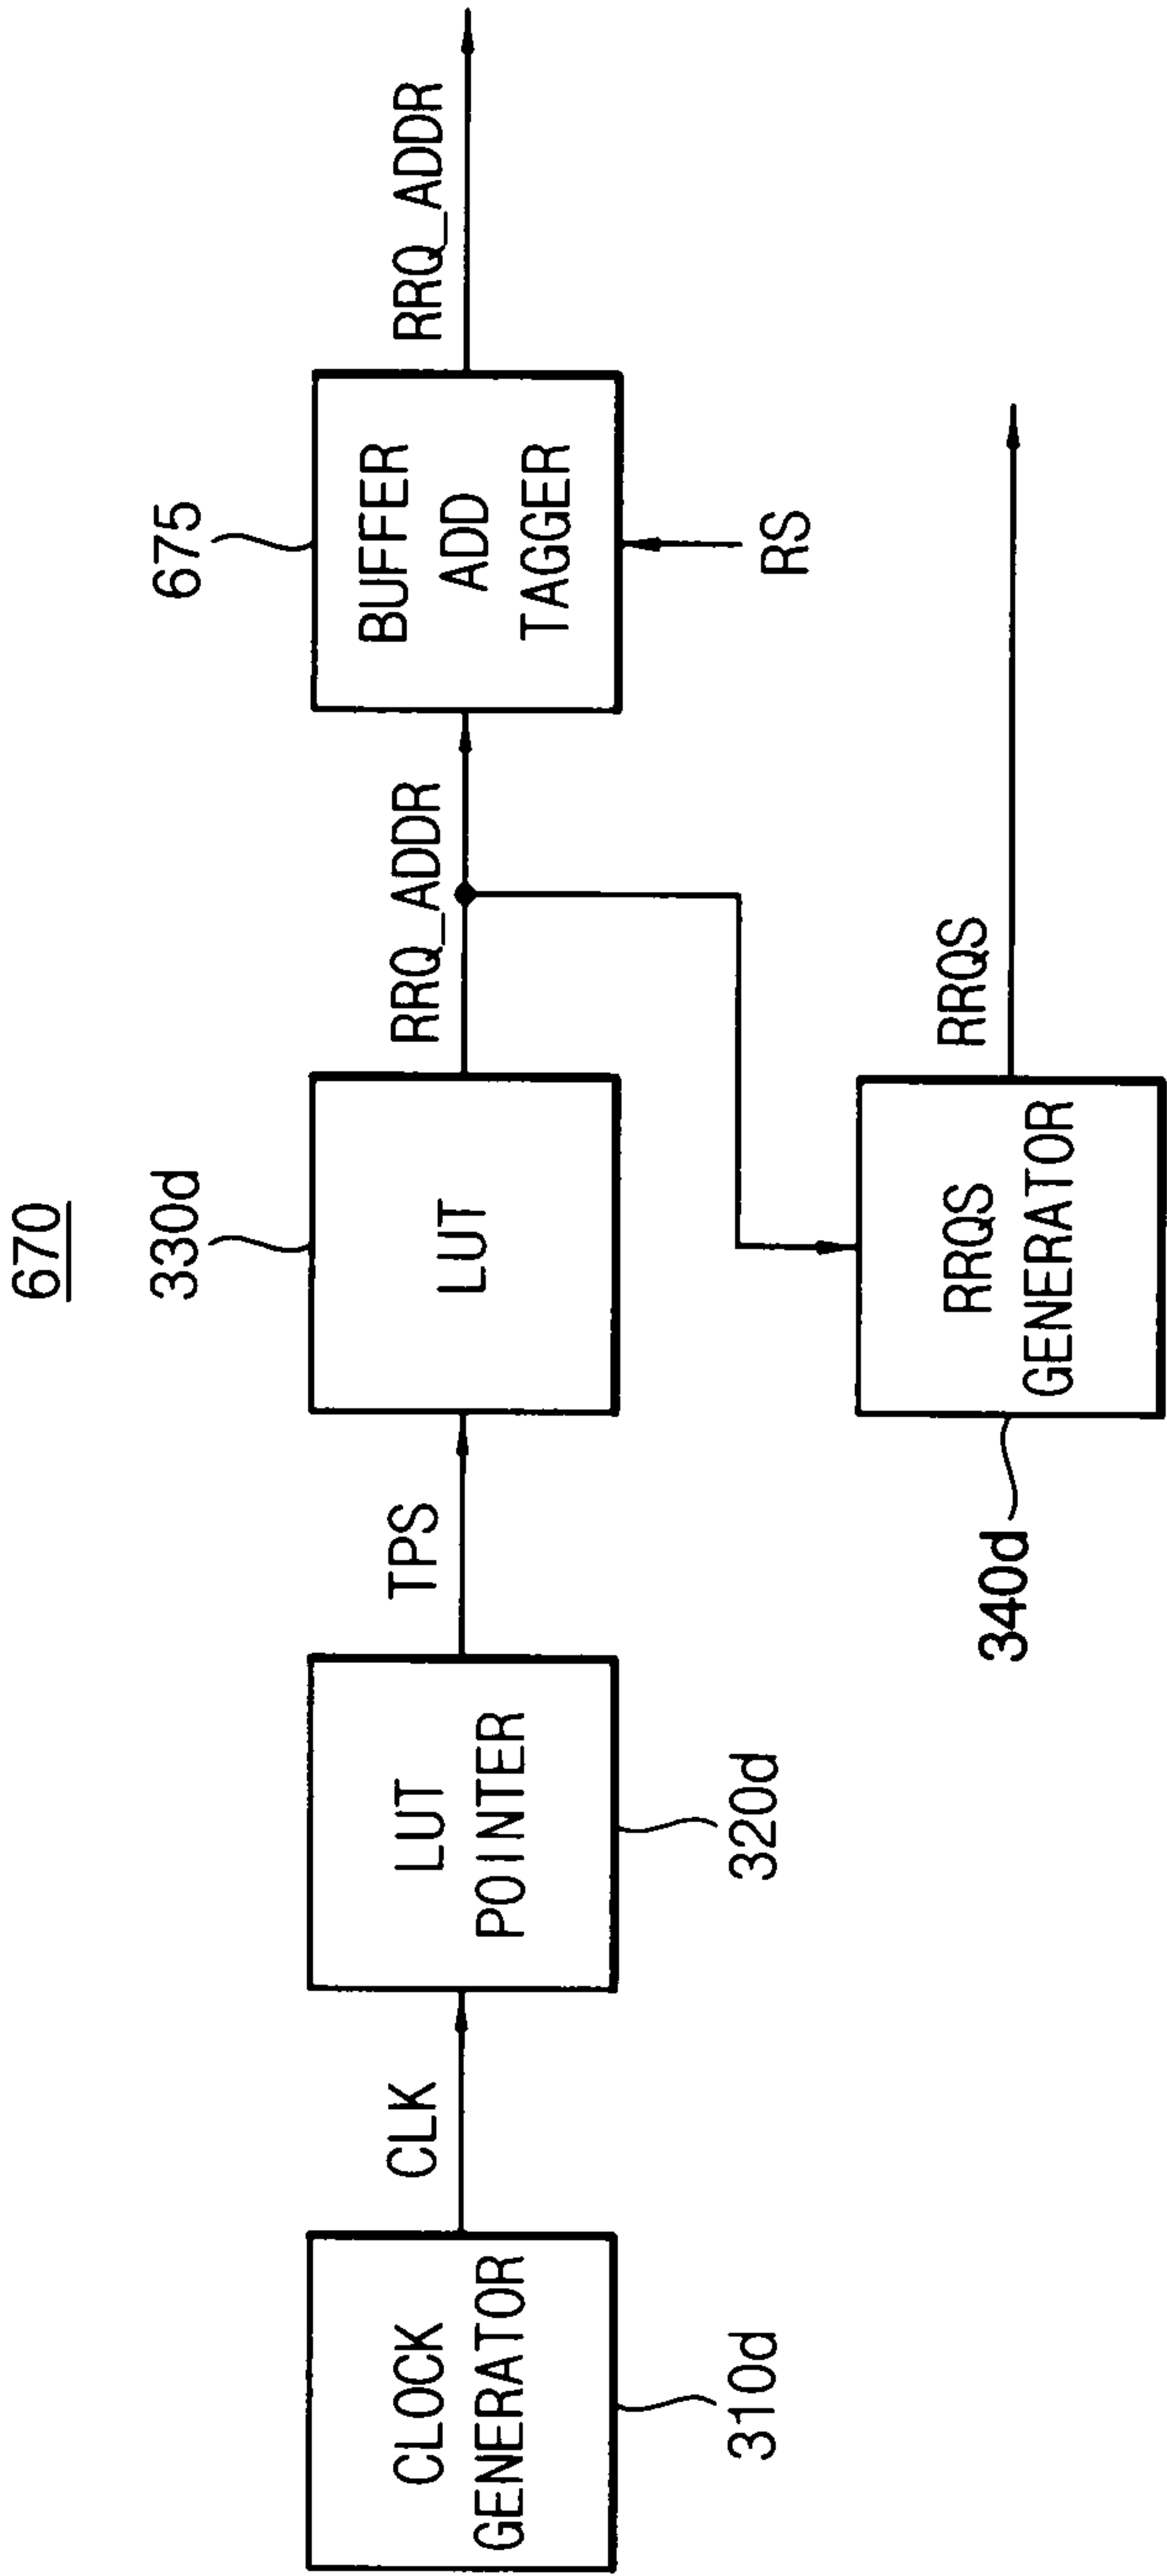 670
CLOCK
GENERATOR
310d
CLK
LUT
POINTER
320d
TPS
LUT
330d
RRQ_ADDR
BUFFER
ADD
TAGGER
675
RS
RRQ_ADDR
RRQS
GENERATOR
340d
RRQS